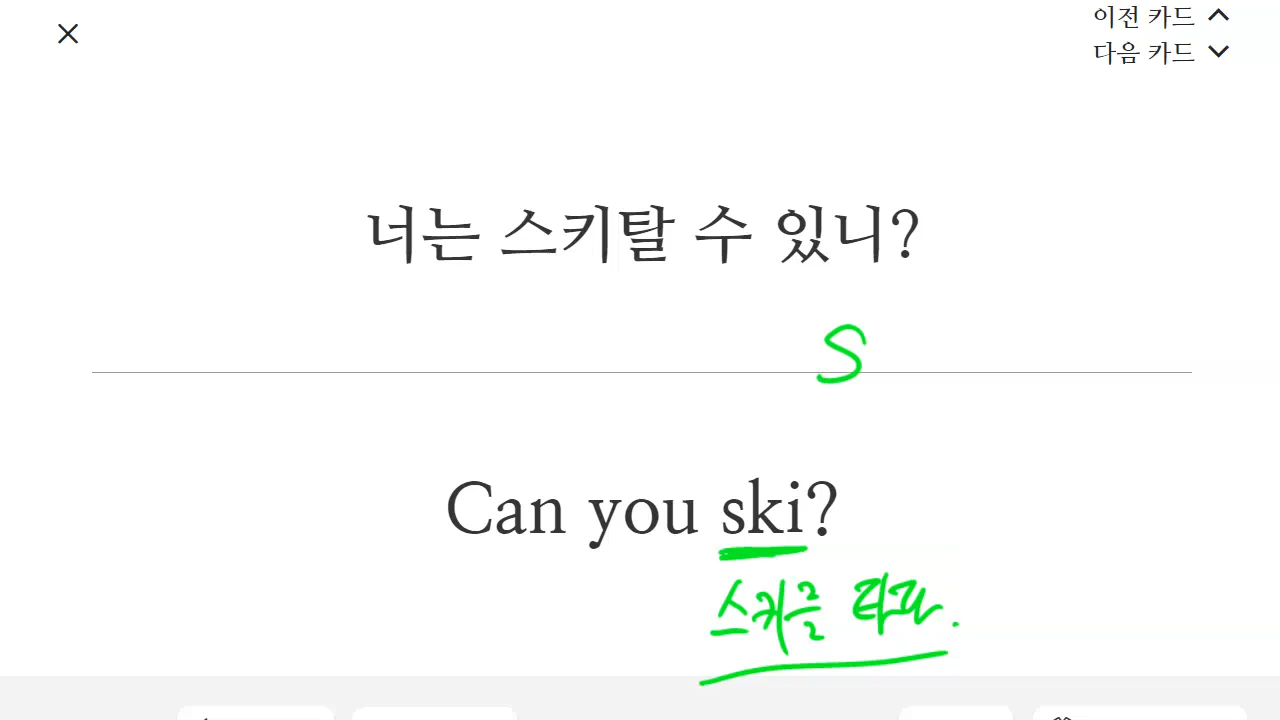 이전 카드
다음 카드
너는 스키탈 수 있니?
S
Can you ski?
스키를 타다.